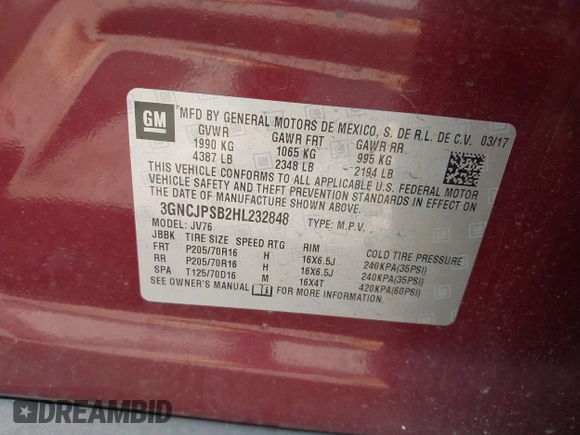 GM
MFD BY GENERAL MOTORS DE MEXICO, S. DE R.L. DE C.V. 03/17
GVWR GAWR FRT GAWR RR
1990 KG 1065 KG 995 KG
4387 LB 2348 LB 2194 LB
THIS VEHICLE CONFORMS TO ALL APPLICABLE U.S. FEDERAL MOTOR
VEHICLE SAFETY AND THEFT PREVENTION STANDARDS IN EFFECT ON
THE DATE OF MANUFACTURE SHOWN ABOVE.
3GNCJPSB2HL232848 TYPE: M.P.V.
MODEL: JV76
JBBK TIRE SIZE SPEED RTG RIM COLD TIRE PRESSURE
FRT P205/70R16 H 16X6.5J 240KPA(35PSI)
RR P205/70R16 H 16X6.5J 240KPA(35PSI)
SPA T125/70D16 M 16X4T 420KPA(60PSI)
SEE OWNER'S MANUAL FOR MORE INFORMATION.
DREAMBID